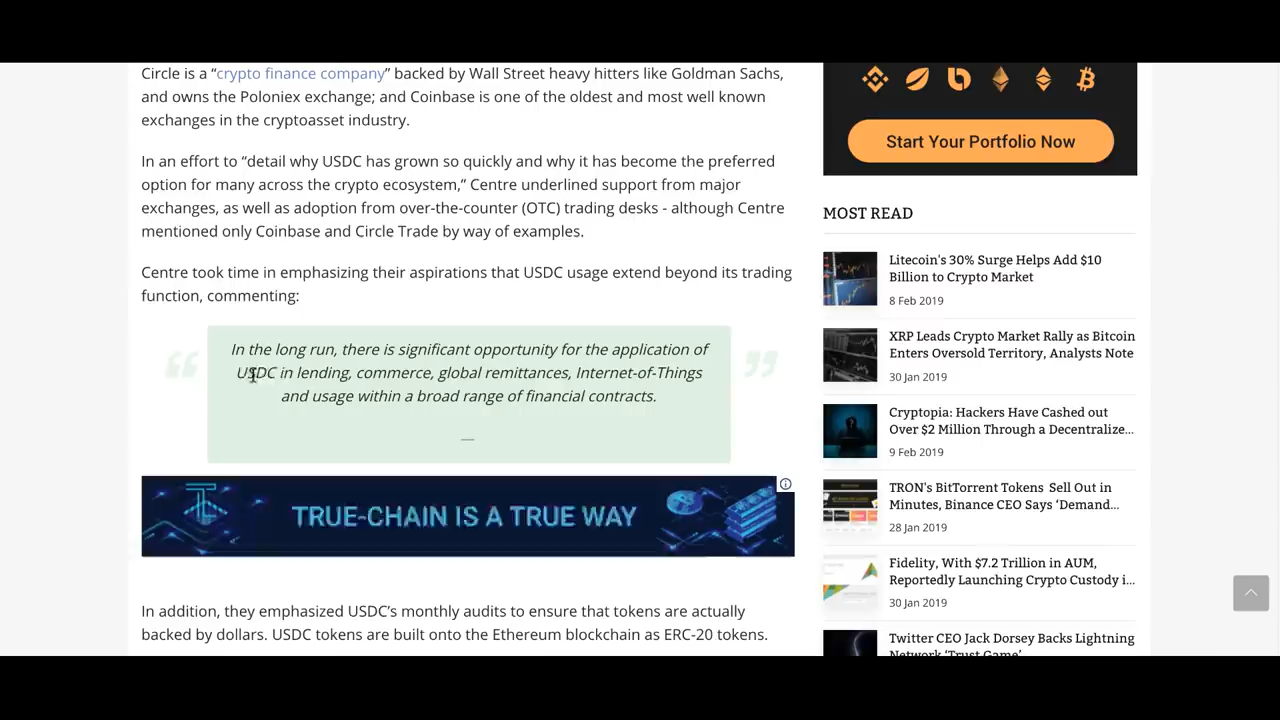 Circle is a “crypto finance company” backed by Wall Street heavy hitters like Goldman Sachs,
and owns the Poloniex exchange; and Coinbase is one of the oldest and most well known
exchanges in the cryptoasset industry.
In an effort to “detail why USDC has grown so quickly and why it has become the preferred
option for many across the crypto ecosystem,” Centre underlined support from major
exchanges, as well as adoption from over-the-counter (OTC) trading desks - although Centre
mentioned only Coinbase and Circle Trade by way of examples.
Centre took time in emphasizing their aspirations that USDC usage extend beyond its trading
function, commenting:
“
In the long run, there is significant opportunity for the application of
USDC in lending, commerce, global remittances, Internet-of-Things
and usage within a broad range of financial contracts.
”
—
TRUE-CHAIN IS A TRUE WAY
In addition, they emphasized USDC’s monthly audits to ensure that tokens are actually
backed by dollars. USDC tokens are built onto the Ethereum blockchain as ERC-20 tokens.
Start Your Portfolio Now
MOST READ
Litecoin's 30% Surge Helps Add $10
Billion to Crypto Market
8 Feb 2019
XRP Leads Crypto Market Rally as Bitcoin
Enters Oversold Territory, Analysts Note
30 Jan 2019
Cryptopia: Hackers Have Cashed out
Over $2 Million Through a Decentralize...
9 Feb 2019
TRON's BitTorrent Tokens Sell Out in
Minutes, Binance CEO Says ‘Demand...
28 Jan 2019
Fidelity, With $7.2 Trillion in AUM,
Reportedly Launching Crypto Custody i...
30 Jan 2019
Twitter CEO Jack Dorsey Backs Lightning
Network ‘Trust Game’